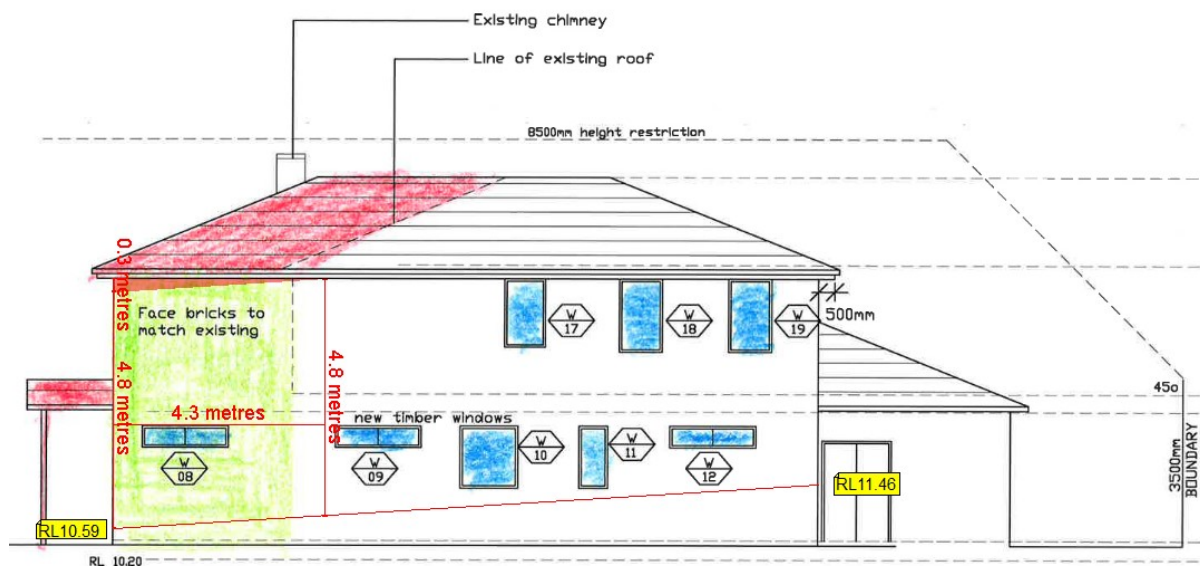 Existing chimney
Line of existing roof
8500mm height restriction
0.3 metres
Face bricks to
match existing
W
17
W
18
W
19
500mm
4.8 metres
4.8 metres
4.3 metres
new timber windows
45o
W
08
W
09
W
10
W
11
W
12
3500mm
BOUNDARY
RL11.46
RL10.59
RL 10.20